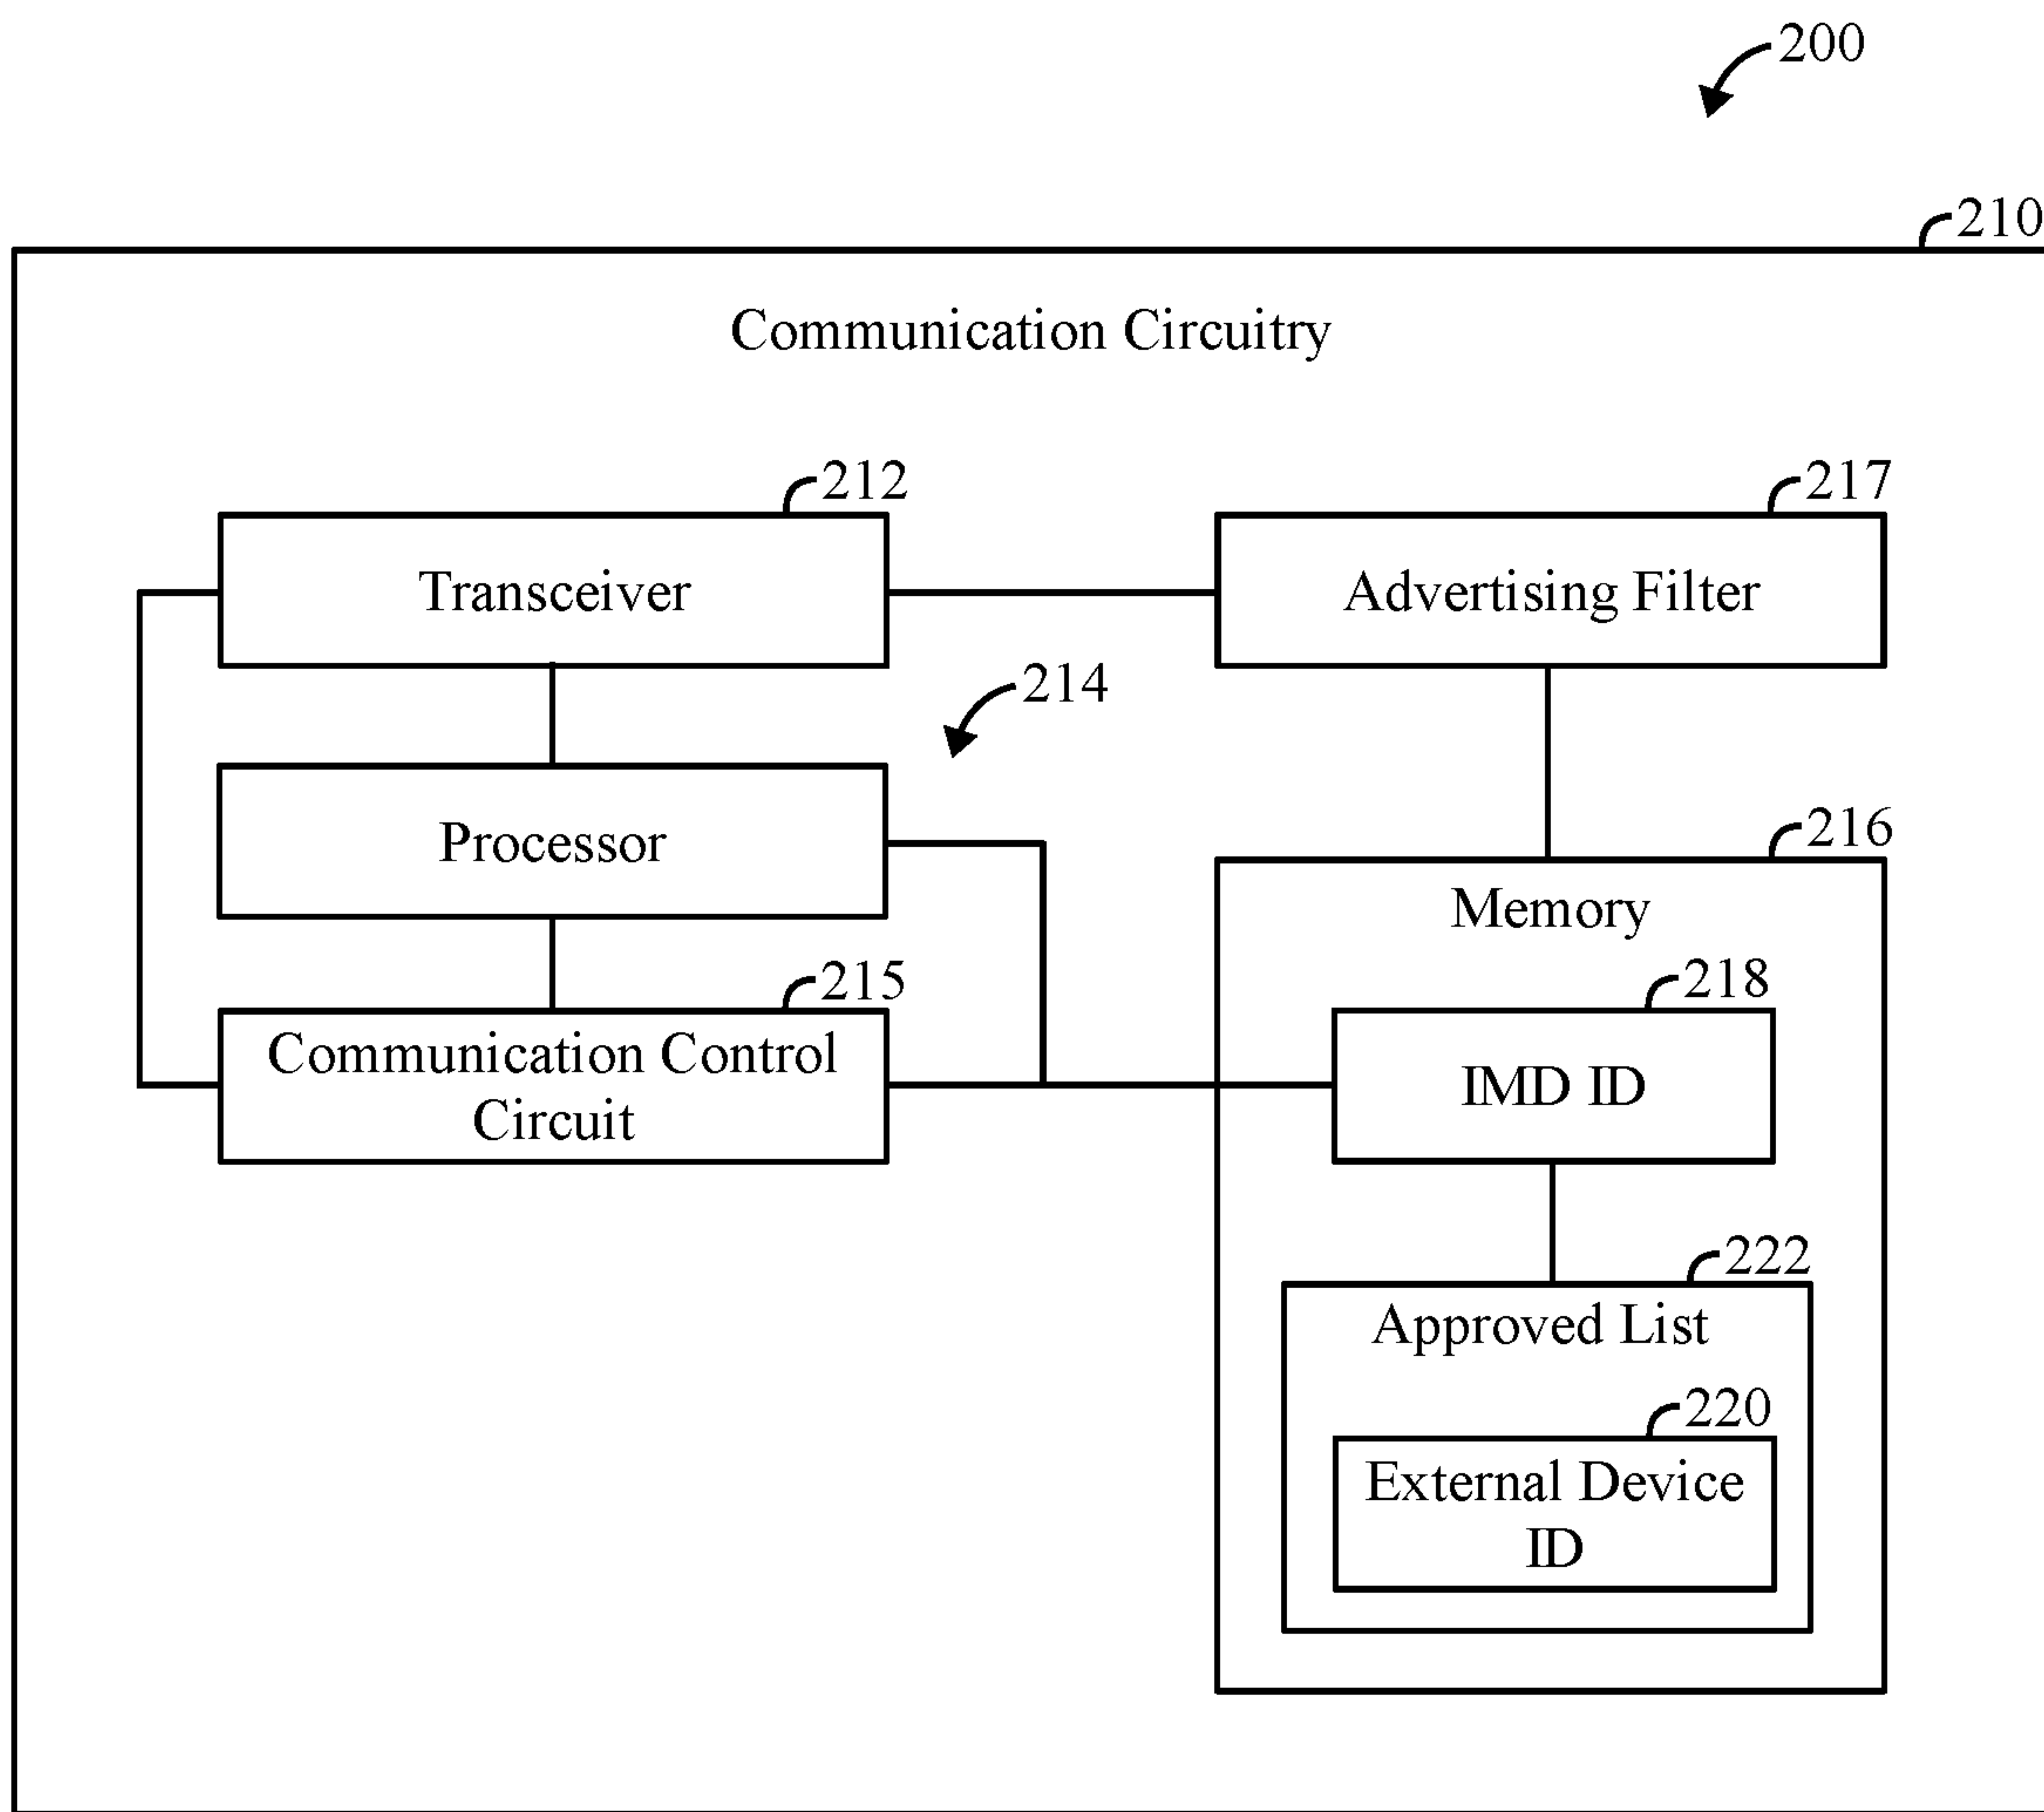 200
210
Communication Circuitry
212
217
Transceiver
Advertising Filter
214
Processor
216
Memory
215
218
Communication Control
Circuit
IMD ID
222
Approved List
220
External Device
ID